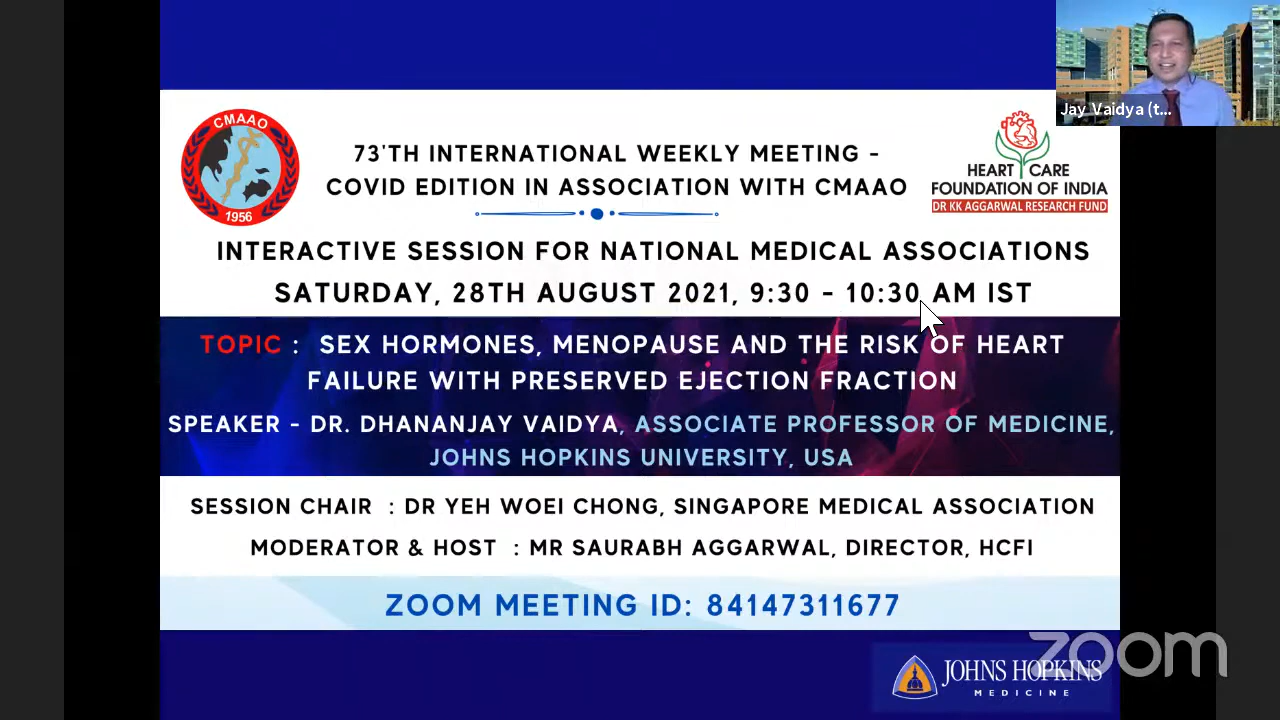 Jay Vaidya (t...
CMAAO
1956
73'TH INTERNATIONAL WEEKLY MEETING -
COVID EDITION IN ASSOCIATION WITH CMAAO
HEART CARE
FOUNDATION OF INDIA
DR KK AGGARWAL RESEARCH FUND
INTERACTIVE SESSION FOR NATIONAL MEDICAL ASSOCIATIONS
SATURDAY, 28TH AUGUST 2021, 9:30 - 10:30 AM IST
TOPIC : SEX HORMONES, MENOPAUSE AND THE RISK OF HEART
FAILURE WITH PRESERVED EJECTION FRACTION
SPEAKER - DR. DHANANJAY VAIDYA, ASSOCIATE PROFESSOR OF MEDICINE,
JOHNS HOPKINS UNIVERSITY, USA
SESSION CHAIR : DR YEH WOEI CHONG, SINGAPORE MEDICAL ASSOCIATION
MODERATOR & HOST : MR SAURABH AGGARWAL, DIRECTOR, HCFI
ZOOM MEETING ID: 84147311677
zoom
JOHNS HOPKINS
MEDICINE